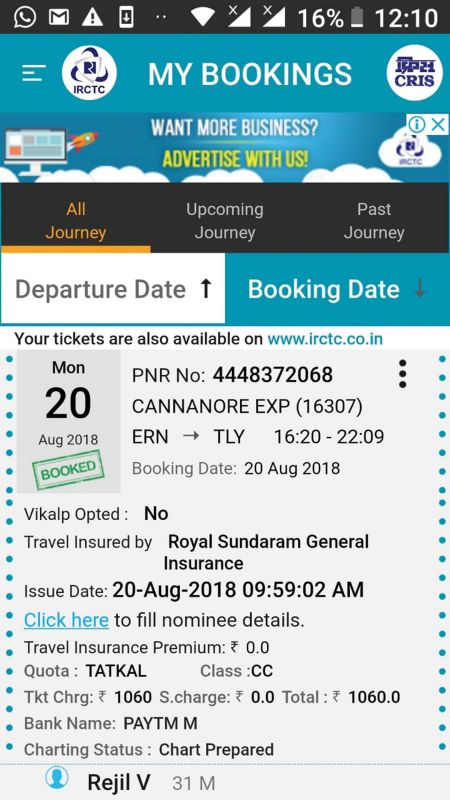 16% 12:10
IRCTC
MY BOOKINGS
क्रिस
CRIS
WANT MORE BUSINESS?
ADVERTISE WITH US!
IRCTC
All Journey
Upcoming Journey
Past Journey
Departure Date ↑
Booking Date ↓
Your tickets are also available on www.irctc.co.in
Mon
20
Aug 2018
BOOKED
PNR No: 4448372068
CANNANORE EXP (16307)
ERN → TLY 16:20 - 22:09
Booking Date: 20 Aug 2018
Vikalp Opted : No
Travel Insured by Royal Sundaram General
Insurance
Issue Date: 20-Aug-2018 09:59:02 AM
Click here to fill nominee details.
Travel Insurance Premium: ₹ 0.0
Quota : TATKAL Class :CC
Tkt Chrg: ₹ 1060 S.charge: ₹ 0.0 Total : ₹ 1060.0
Bank Name: PAYTM M
Charting Status : Chart Prepared
Rejil V 31 M